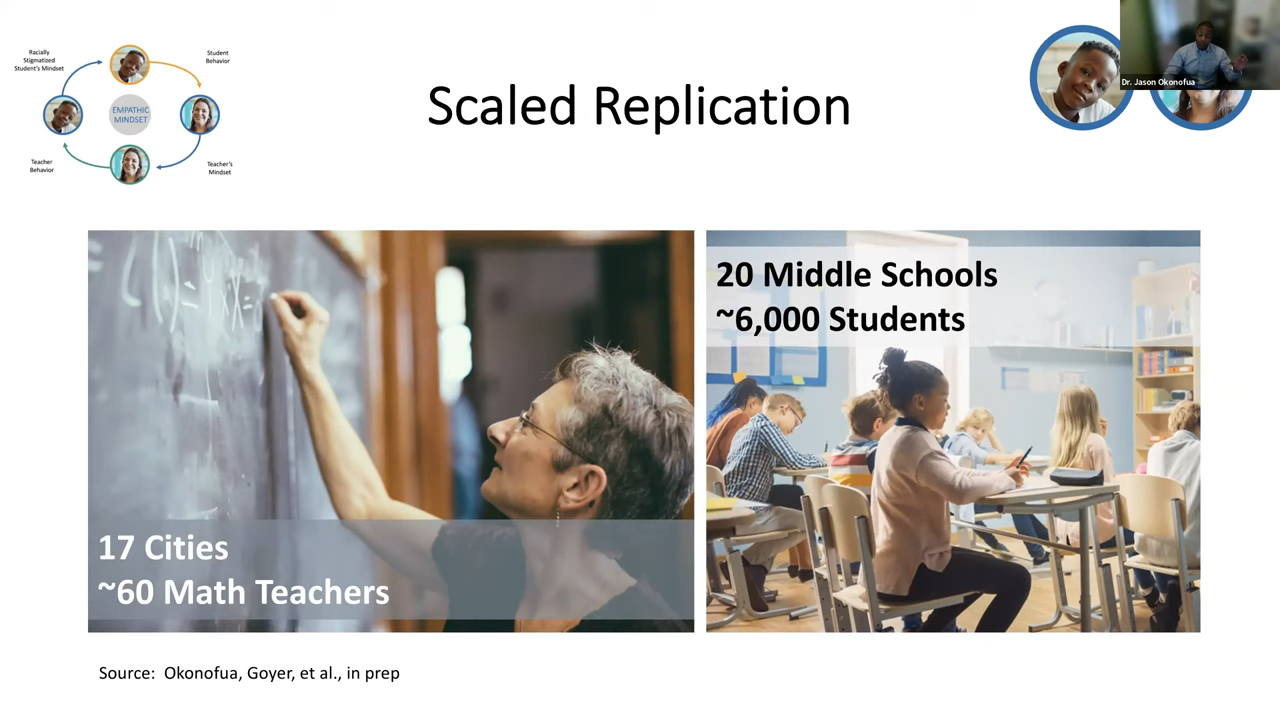 Racially
Stigmatized
Student's Mindset
Student
Behavior
EMPATHIC
MINDSET
Teacher
Behavior
Teacher's
Mindset
Scaled Replication
Dr. Jason Okonofua
17 Cities
~60 Math Teachers
20 Middle Schools
~6,000 Students
Source: Okonofua, Goyer, et al., in prep